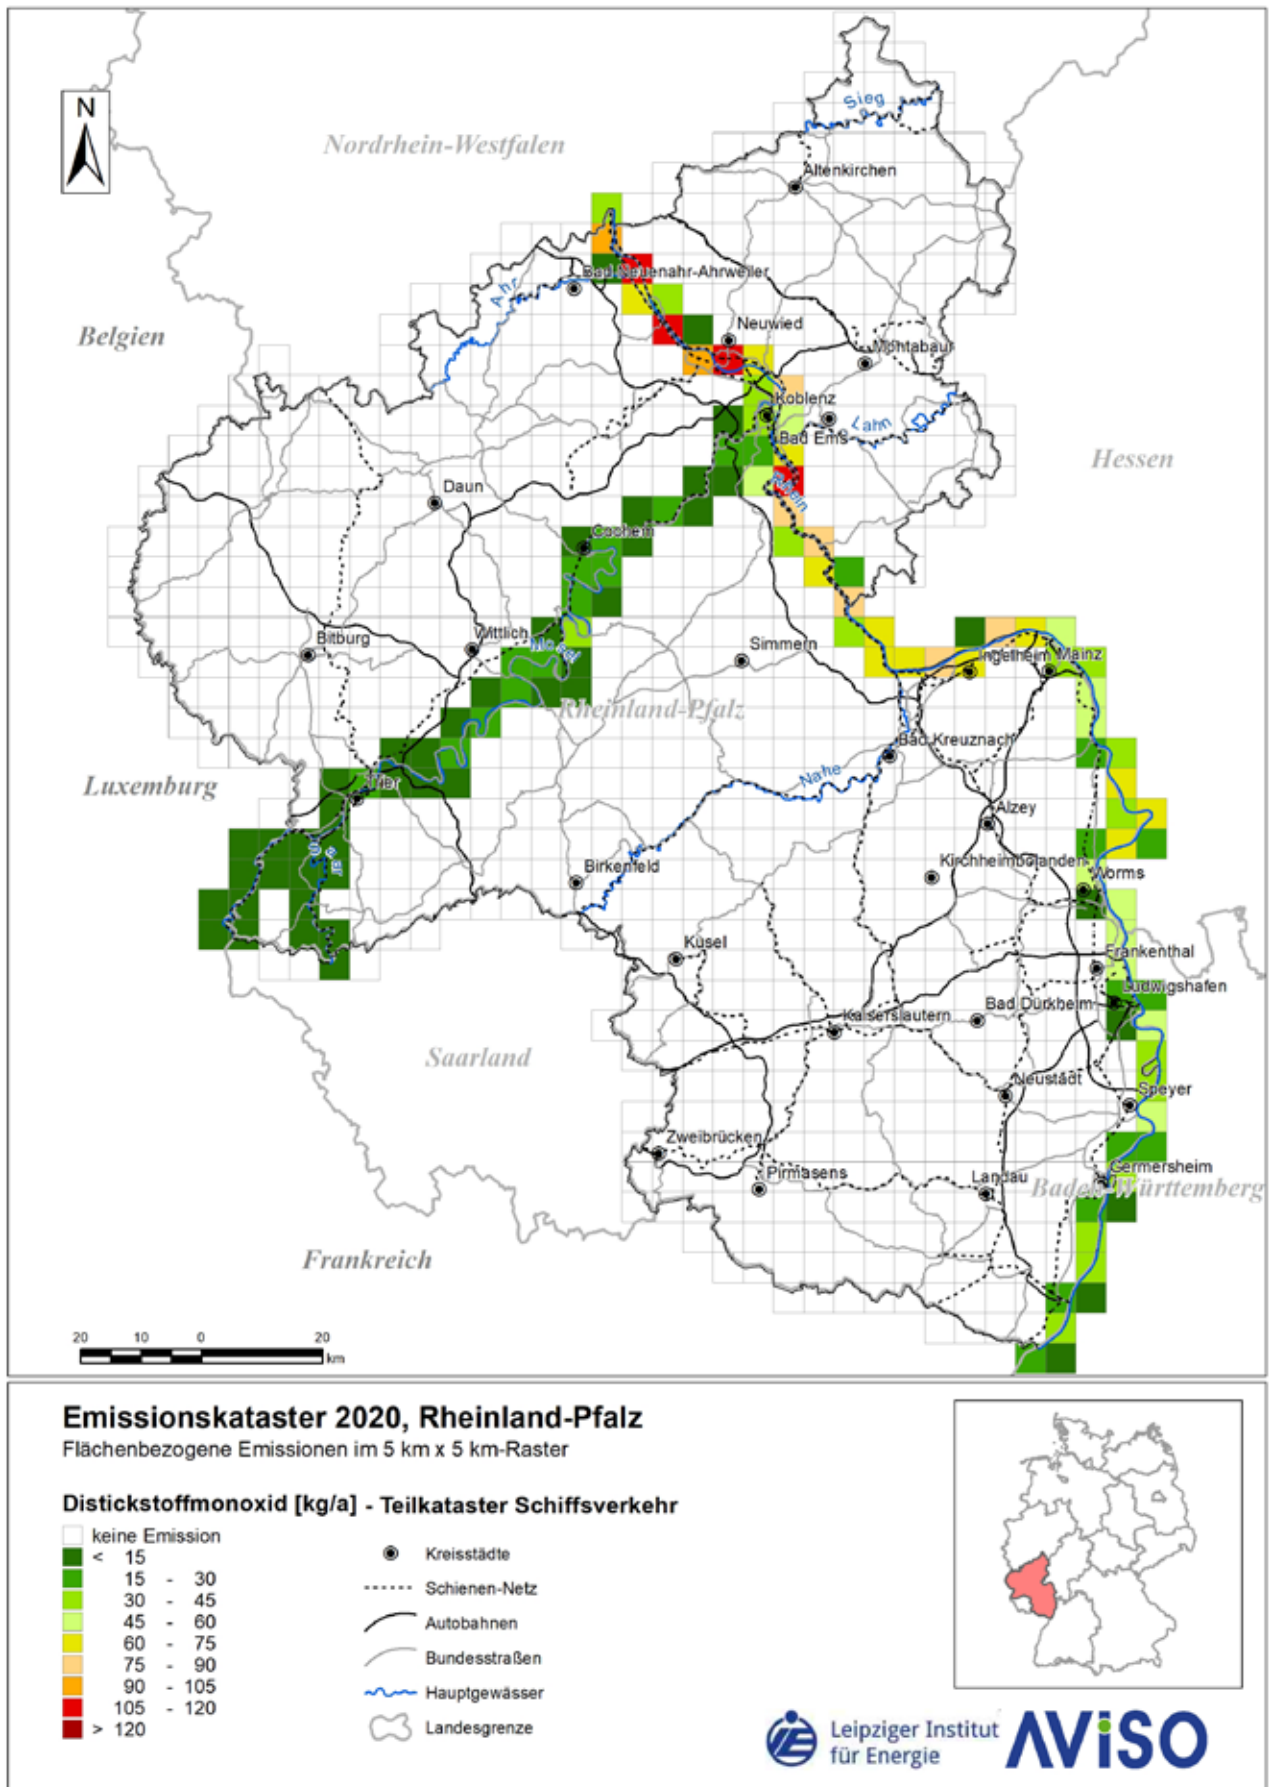 N
Sieg
Nordrhein-Westfalen
Altenkirchen
Bad Neuenahr-Ahrweiler
Ahr
Neuwied
Belgien
Montabaur
Koblenz
Lahn
Bad Ems
Hessen
Rhein
Daun
Cochem
Bitburg
Wittlich
Mosel
Simmern
Ingelheim
Mainz
Rheinland-Pfalz
Bad Kreuznach
Nahe
Luxemburg
Trier
Alzey
Saar
Kirchheimbolanden
Birkenfeld
Worms
Kusel
Frankenthal
Ludwigshafen
Bad Dürkheim
Kaiserslautern
Saarland
Neustadt
Speyer
Zweibrücken
Pirmasens
Landau
Germersheim
Baden-Württemberg
Frankreich
20 10 0 20
km
Emissionskataster 2020, Rheinland-Pfalz
Flächenbezogene Emissionen im 5 km x 5 km-Raster
Distickstoffmonoxid [kg/a] - Teilkataster Schiffsverkehr
keine Emission
< 15
15 - 30
30 - 45
45 - 60
60 - 75
75 - 90
90 - 105
105 - 120
> 120
Kreisstädte
Schienen-Netz
Autobahnen
Bundesstraßen
Hauptgewässer
Landesgrenze
Leipziger Institut
für Energie
AViSO